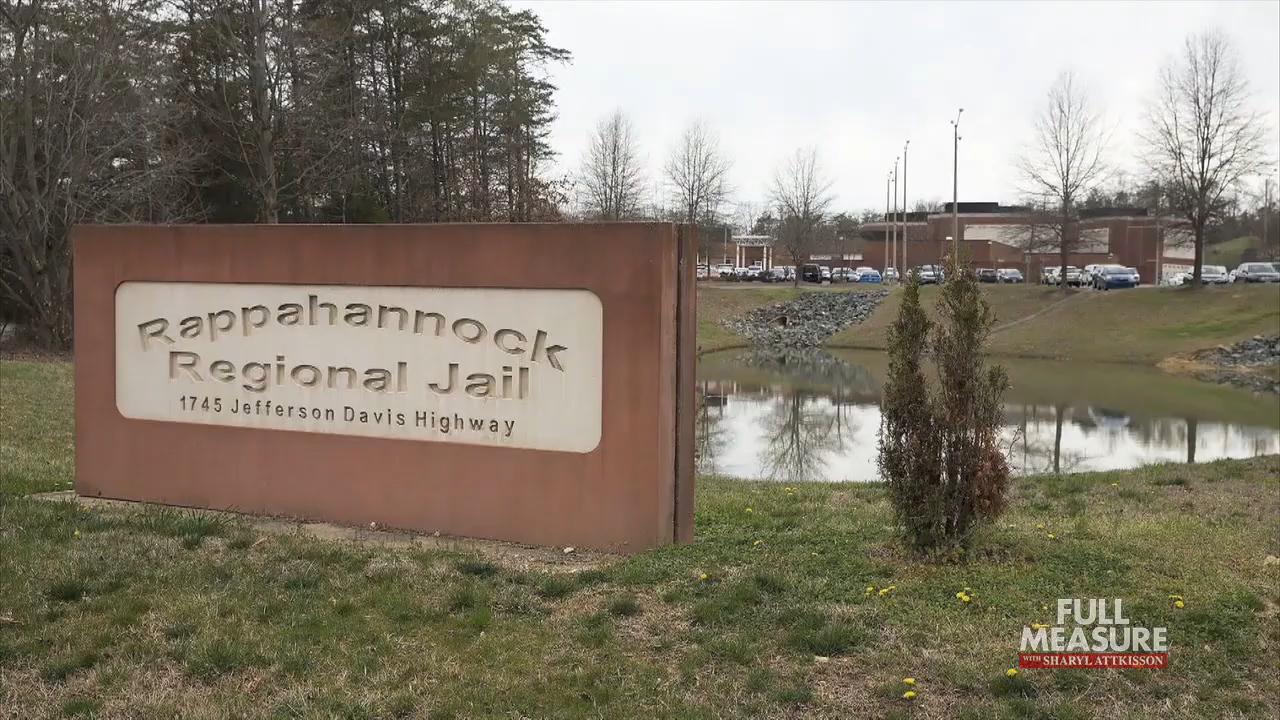 Rappahannock
Regional Jail
1745 Jefferson Davis Highway
FULL
MEASURE
WITH SHARYL ATTKISSON